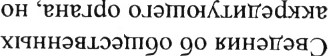 Сведения об общественных
аккредитующего органа, но